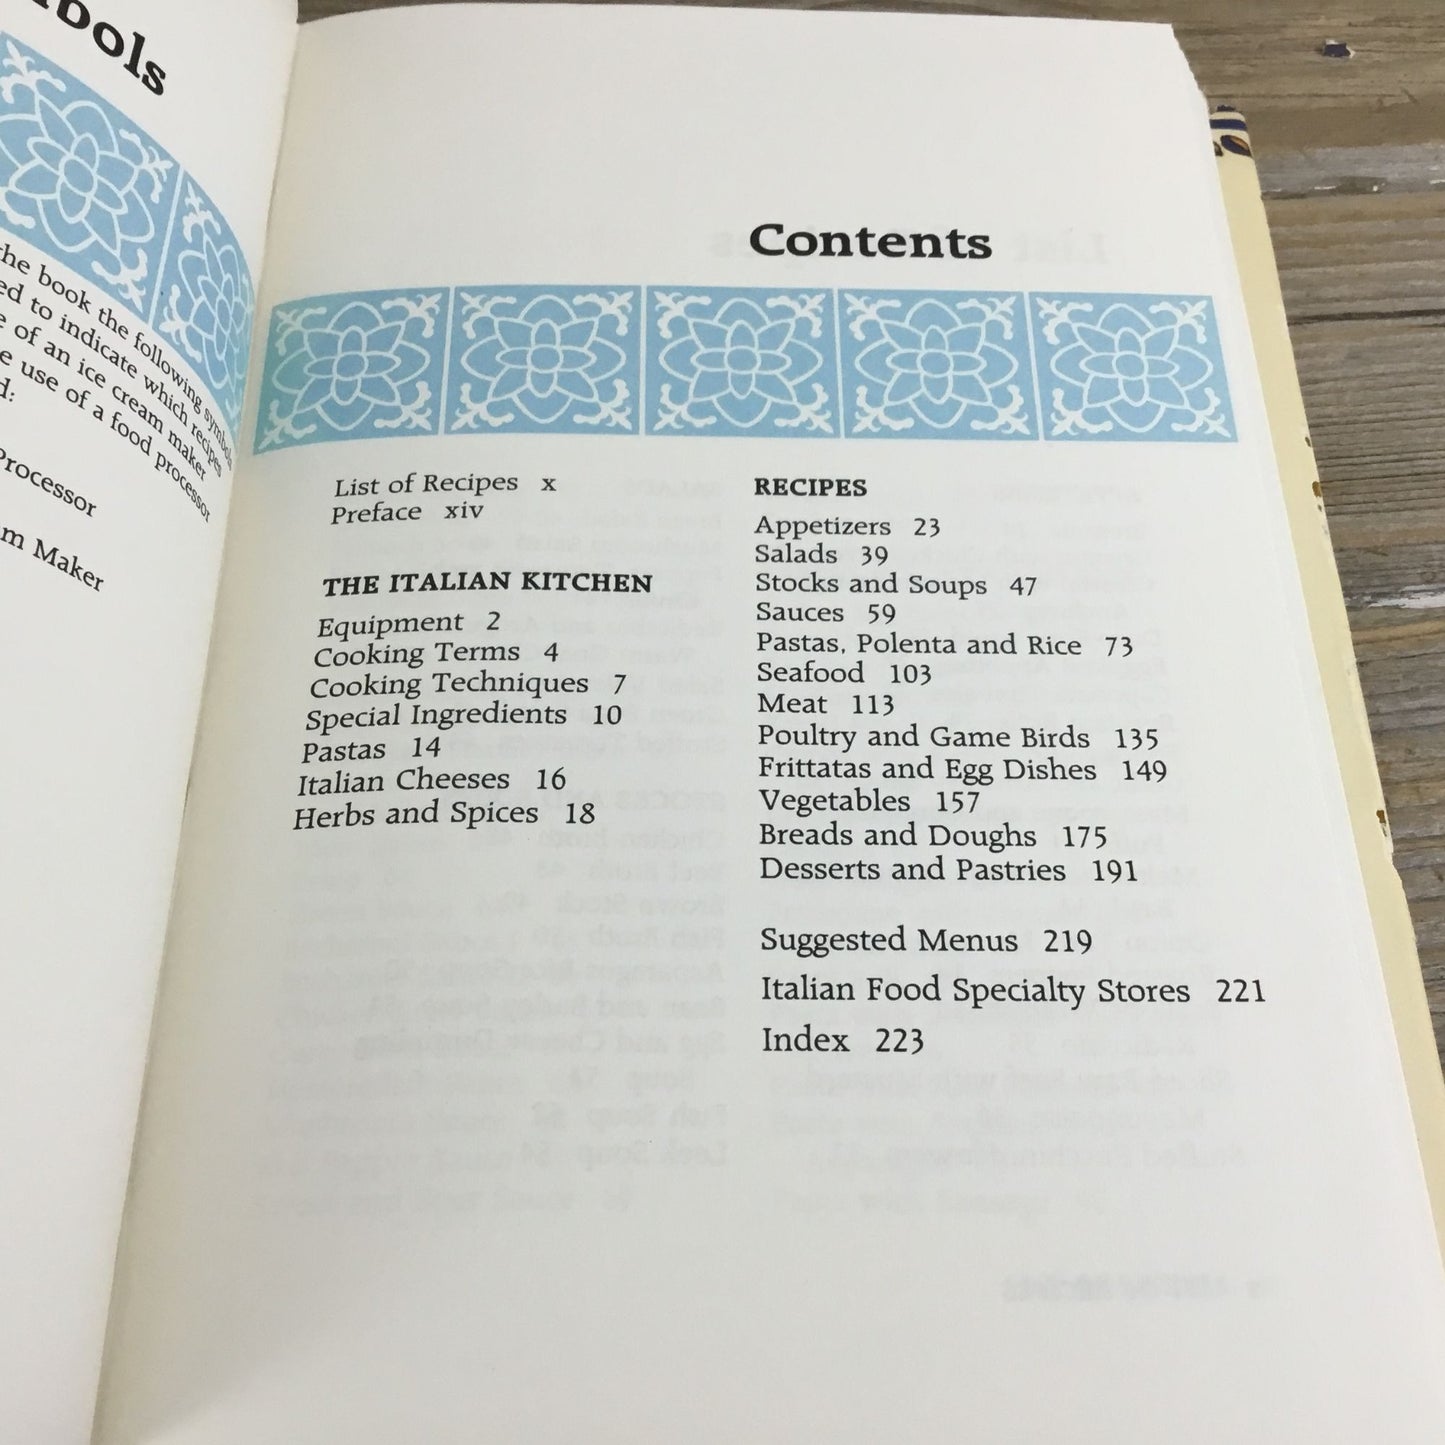 bols
the book the following symbols
ed to indicate which recipes
of an ice cream maker
use of a food processor
d:
Processor
m Maker
Contents
List of Recipes x
Preface xiv
THE ITALIAN KITCHEN
Equipment 2
Cooking Terms 4
Cooking Techniques 7
Special Ingredients 10
Pastas 14
Italian Cheeses 16
Herbs and Spices 18
RECIPES
Appetizers 23
Salads 39
Stocks and Soups 47
Sauces 59
Pastas, Polenta and Rice 73
Seafood 103
Meat 113
Poultry and Game Birds 135
Frittatas and Egg Dishes 149
Vegetables 157
Breads and Doughs 175
Desserts and Pastries 191
Suggested Menus 219
Italian Food Specialty Stores 221
Index 223